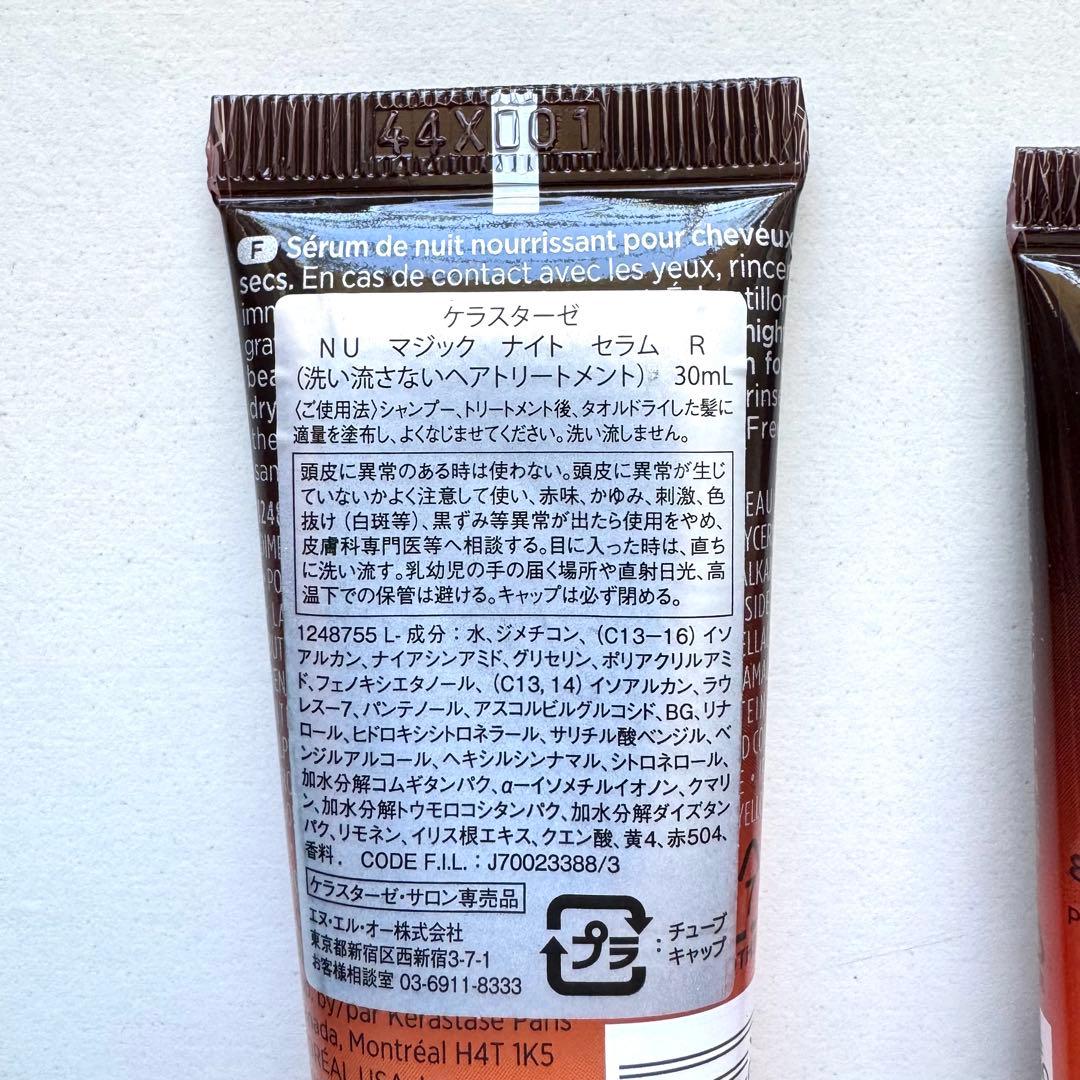 44X001
F Sérum de nuit nourrissant pour cheveux
secs. En cas de contact avec les yeux, rincer
ケラスターゼ
NU マジック ナイト セラム R
(洗い流さないヘアトリートメント) 30mL
〈ご使用法〉シャンプー、トリートメント後、タオルドライした髪に
適量を塗布し、よくなじませてください。洗い流しません。
頭皮に異常のある時は使わない。頭皮に異常が生じ
ていないかよく注意して使い、赤味、かゆみ、刺激、色
抜け(白斑等)、黒ずみ等異常が出たら使用をやめ、
皮膚科専門医等へ相談する。目に入った時は、直ち
に洗い流す。乳幼児の手の届く場所や直射日光、高
温下での保管は避ける。キャップは必ず閉める。
1248755 L- 成分:水、ジメチコン、(C13−16)イソ
アルカン、ナイアシンアミド、グリセリン、ポリアクリルアミ
ド、フェノキシエタノール、(C13, 14)イソアルカン、ラウ
レス−7、パンテノール、アスコルビルグルコシド、BG、リナ
ロール、ヒドロキシシトロネラール、サリチル酸ベンジル、ベ
ンジルアルコール、ヘキシルシンナマル、シトロネロール、
加水分解コムギタンパク、α−イソメチルイオノン、クマリ
ン、加水分解トウモロコシタンパク、加水分解ダイズタン
パク、リモネン、イリス根エキス、クエン酸、黄4、赤504、
香料. CODE F.I.L. : J70023388/3
ケラスターゼ・サロン専売品
エヌ・エル・オー株式会社
東京都新宿区西新宿3-7-1
お客様相談室 03-6911-8333
プラ : チューブ
キャップ
by/par Kérastase Paris
Montréal H4T 1K5